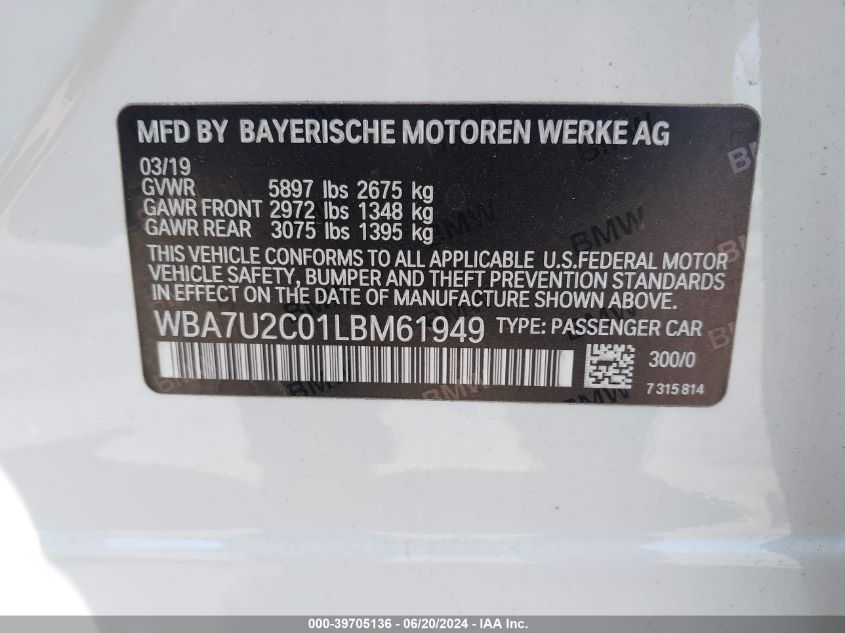 MFD BY BAYERISCHE MOTOREN WERKE AG
03/19
GVWR 5897 lbs 2675 kg
GAWR FRONT 2972 lbs 1348 kg
GAWR REAR 3075 lbs 1395 kg
THIS VEHICLE CONFORMS TO ALL APPLICABLE U.S.FEDERAL MOTOR
VEHICLE SAFETY, BUMPER AND THEFT PREVENTION STANDARDS
IN EFFECT ON THE DATE OF MANUFACTURE SHOWN ABOVE.
WBA7U2C01LBM61949 TYPE: PASSENGER CAR
300/0
7315814
000-39705136 - 06/20/2024 - IAA Inc.